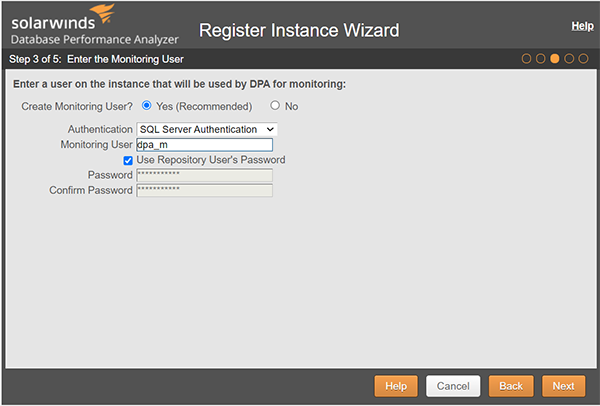 solarwinds
Database Performance Analyzer
Register Instance Wizard
Help
Step 3 of 5: Enter the Monitoring User
Enter a user on the instance that will be used by DPA for monitoring:
Create Monitoring User? Yes (Recommended) No
Authentication SQL Server Authentication
Monitoring User dpa_m
Use Repository User's Password
Password ***********
Confirm Password ***********
Help Cancel Back Next